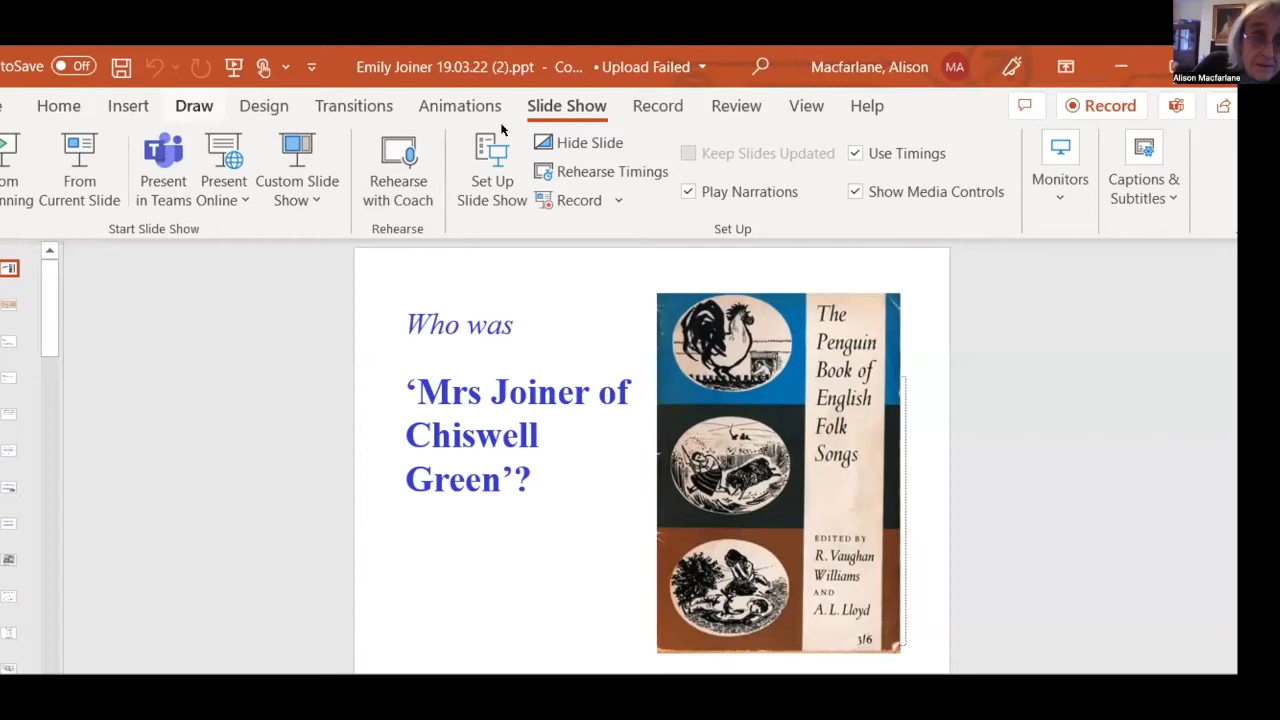 Alison Macfarlane
toSave Off Emily Joiner 19.03.22 (2).ppt - Co... • Upload Failed Macfarlane, Alison MA
Home Insert Draw Design Transitions Animations Slide Show Record Review View Help Record
From
Current Slide
Present
in Teams
Present
Online
Custom Slide
Show
Start Slide Show
Rehearse
with Coach
Rehearse
Set Up
Slide Show
Hide Slide
Rehearse Timings
Record
Keep Slides Updated
Play Narrations
Use Timings
Show Media Controls
Set Up
Monitors
Captions &
Subtitles
Who was
‘Mrs Joiner of
Chiswell
Green’?
The
Penguin
Book of
English
Folk
Songs
EDITED BY
R. Vaughan
Williams
AND
A. L. Lloyd
3/6